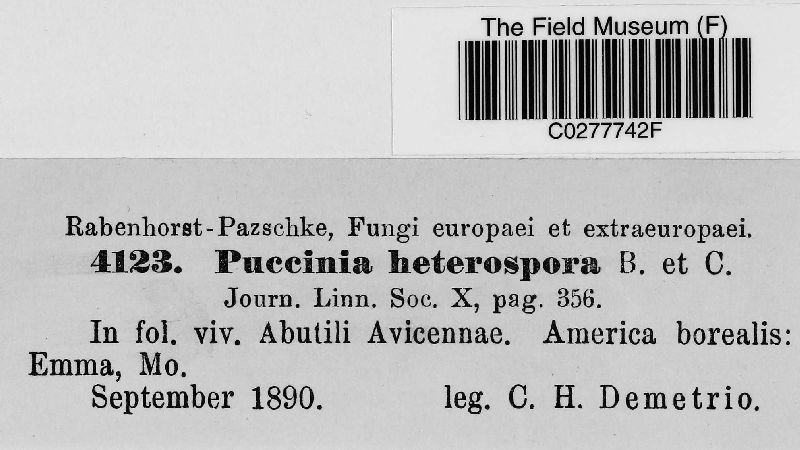 The Field Museum (F)
C0277742F
Rabenhorst-Pazschke, Fungi europaei et extraeuropaei.
4123. Puccinia heterospora B. et C.
Journ. Linn. Soc. X, pag. 356.
In fol. viv. Abutili Avicennae. America borealis:
Emma, Mo.
September 1890. leg. C. H. Demetrio.